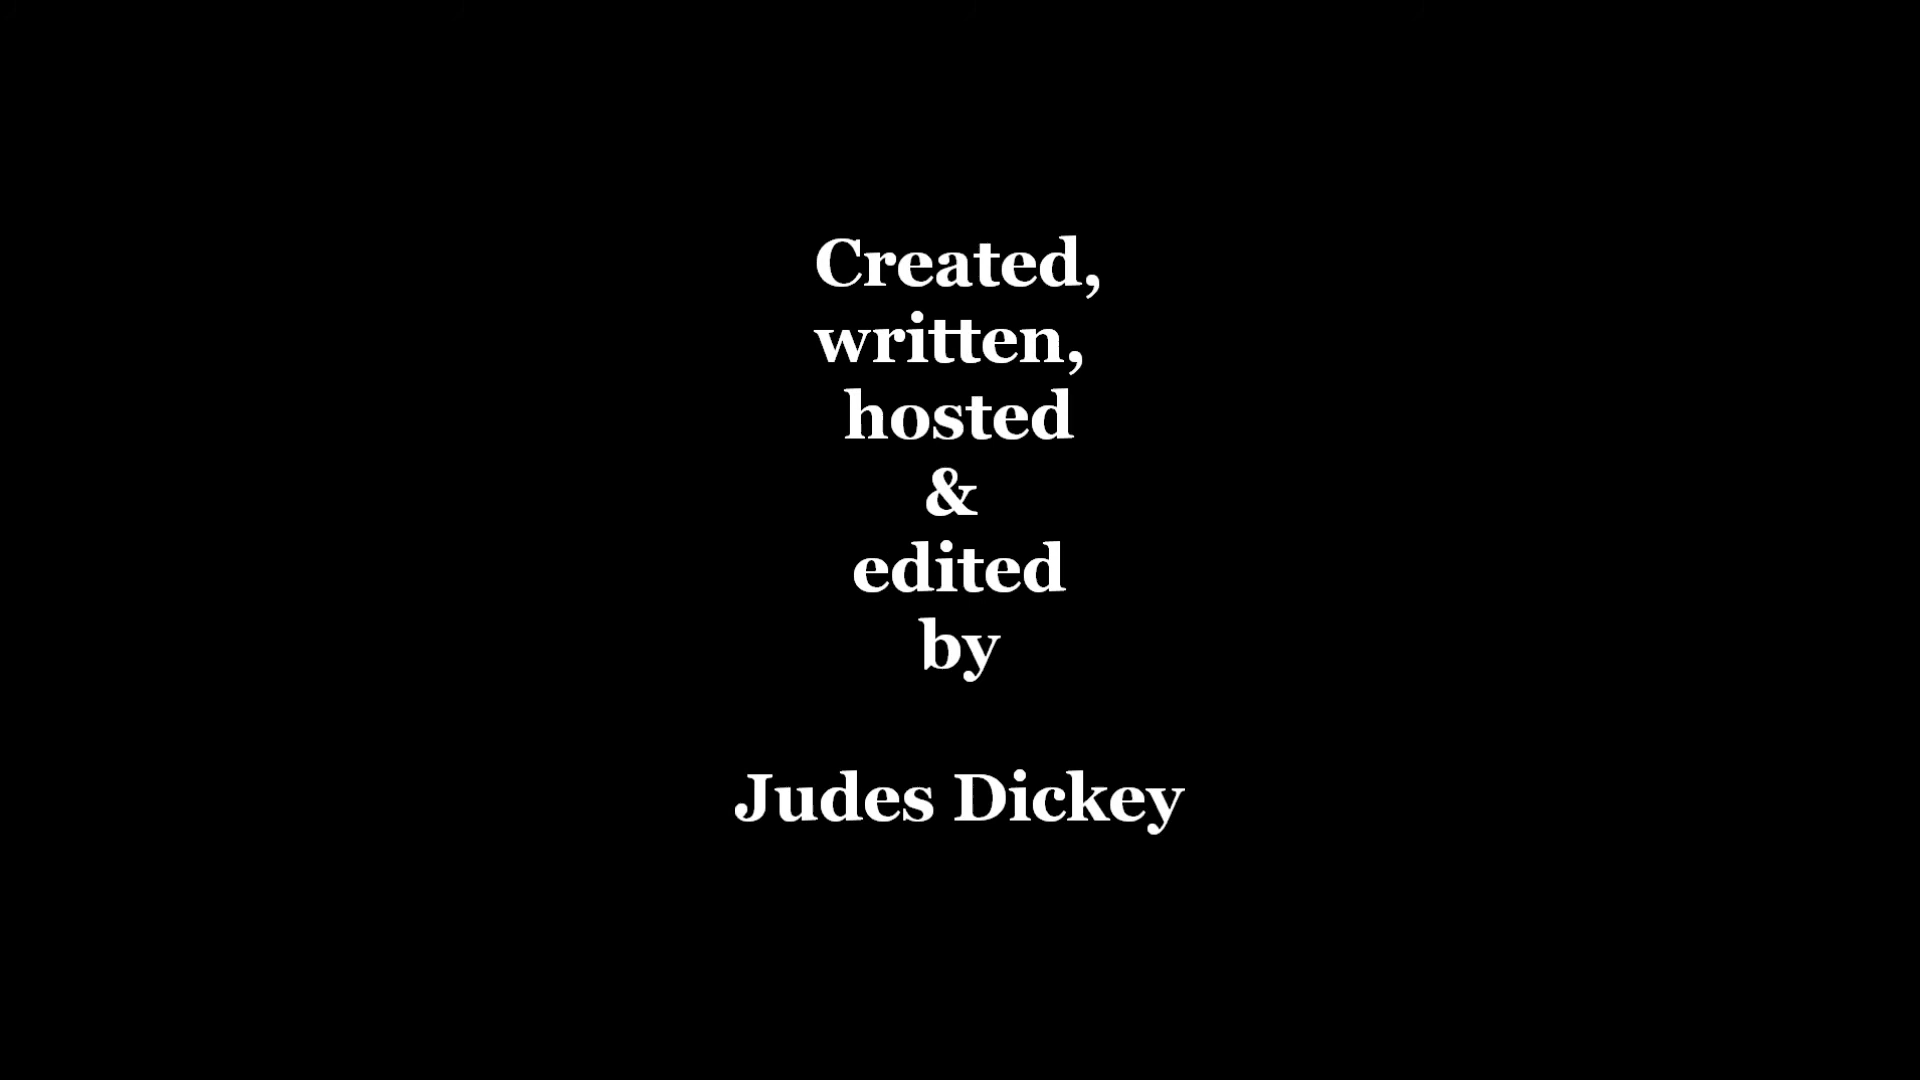 Created,
written,
hosted
&
edited
by
Judes Dickey